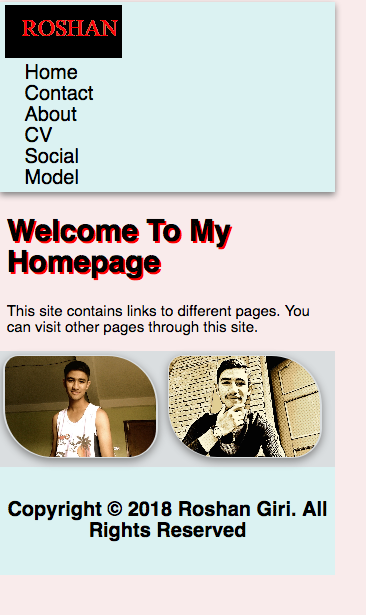 ROSHAN
Home
Contact
About
CV
Social
Model
Welcome To My
Homepage
This site contains links to different pages. You
can visit other pages through this site.
Copyright © 2018 Roshan Giri. All
Rights Reserved